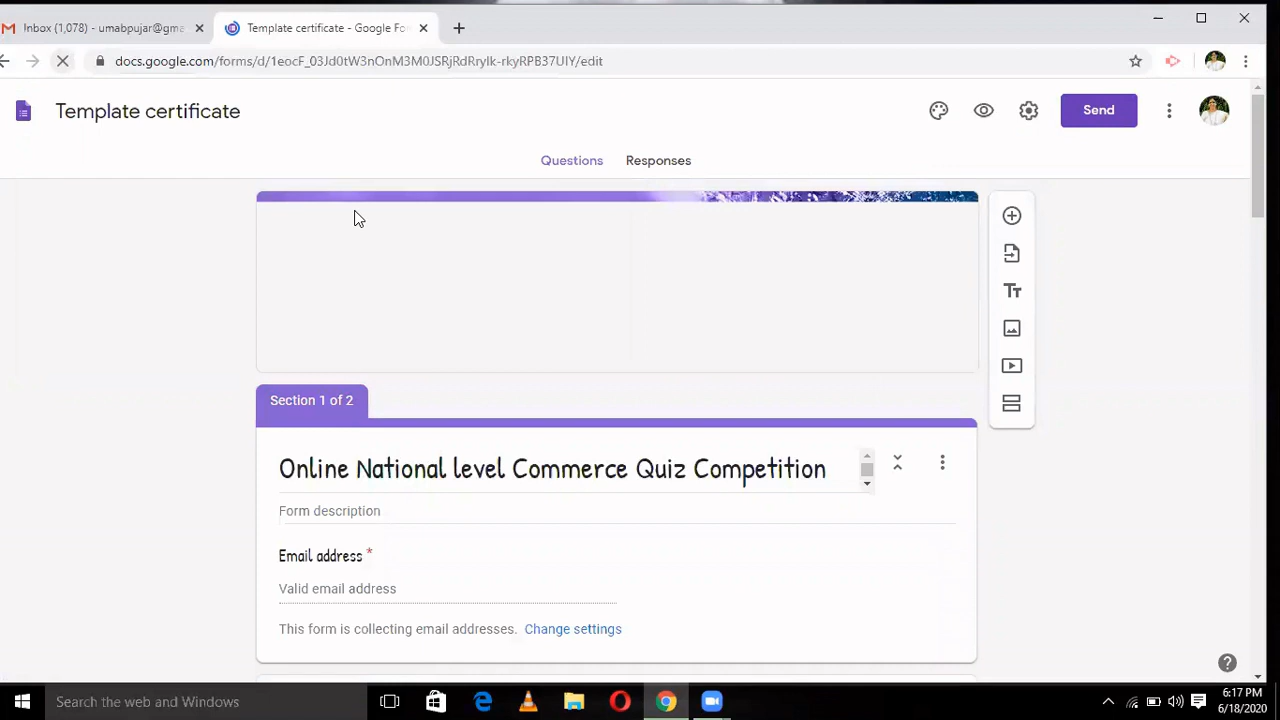 Inbox (1,078) - umabpujar@gma
Template certificate - Google Fo
docs.google.com/forms/d/1eocF_03Jd0tW3nOnM3M0JSRjRdRrylk-rkyRPB37UIY/edit
Template certificate
Send
Questions
Responses
Section 1 of 2
Online National level Commerce Quiz Competition
Form description
Email address *
Valid email address
This form is collecting email addresses. Change settings
Search the web and Windows
6:17 PM
6/18/2020